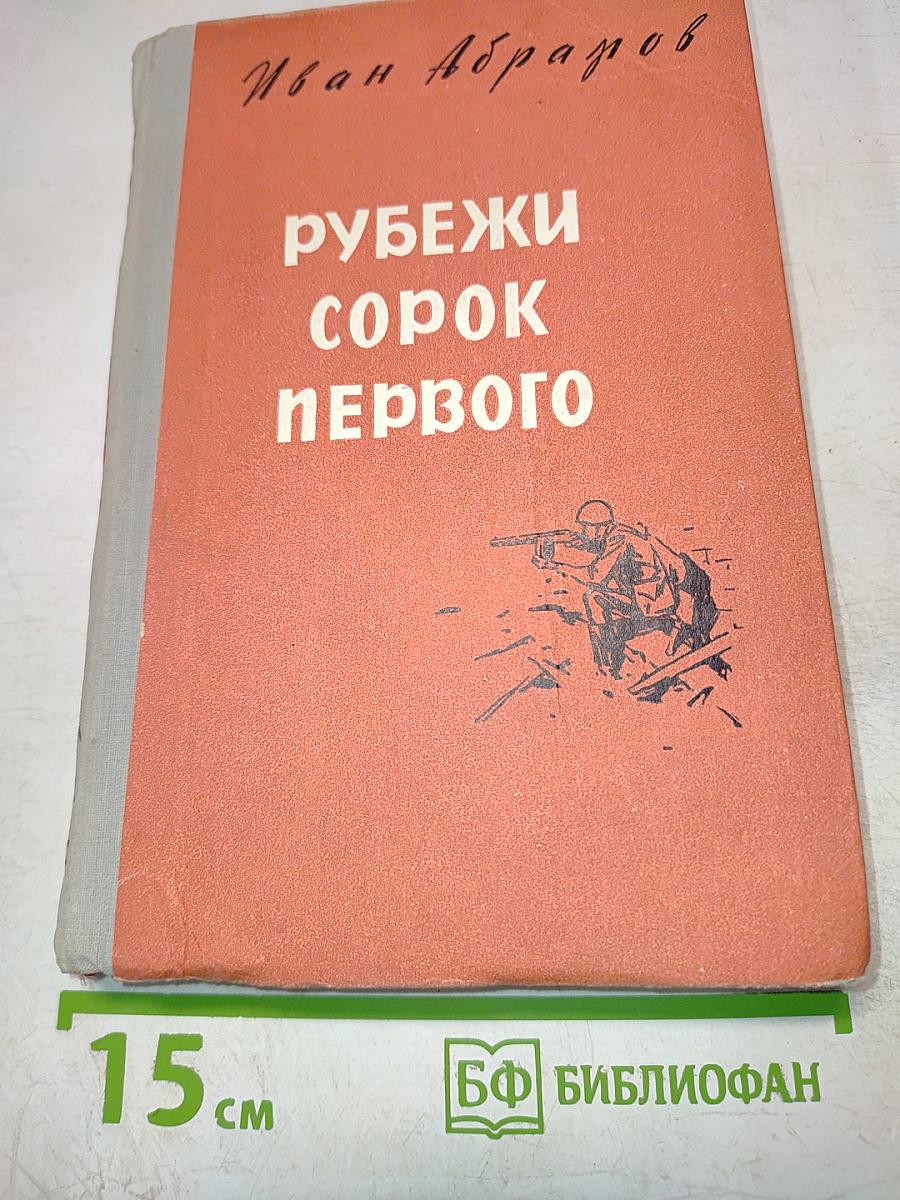 Иван Абрамов
РУБЕЖИ
СОРОК
ПЕРВОГО
15 см
БФ БИБЛИОФАН